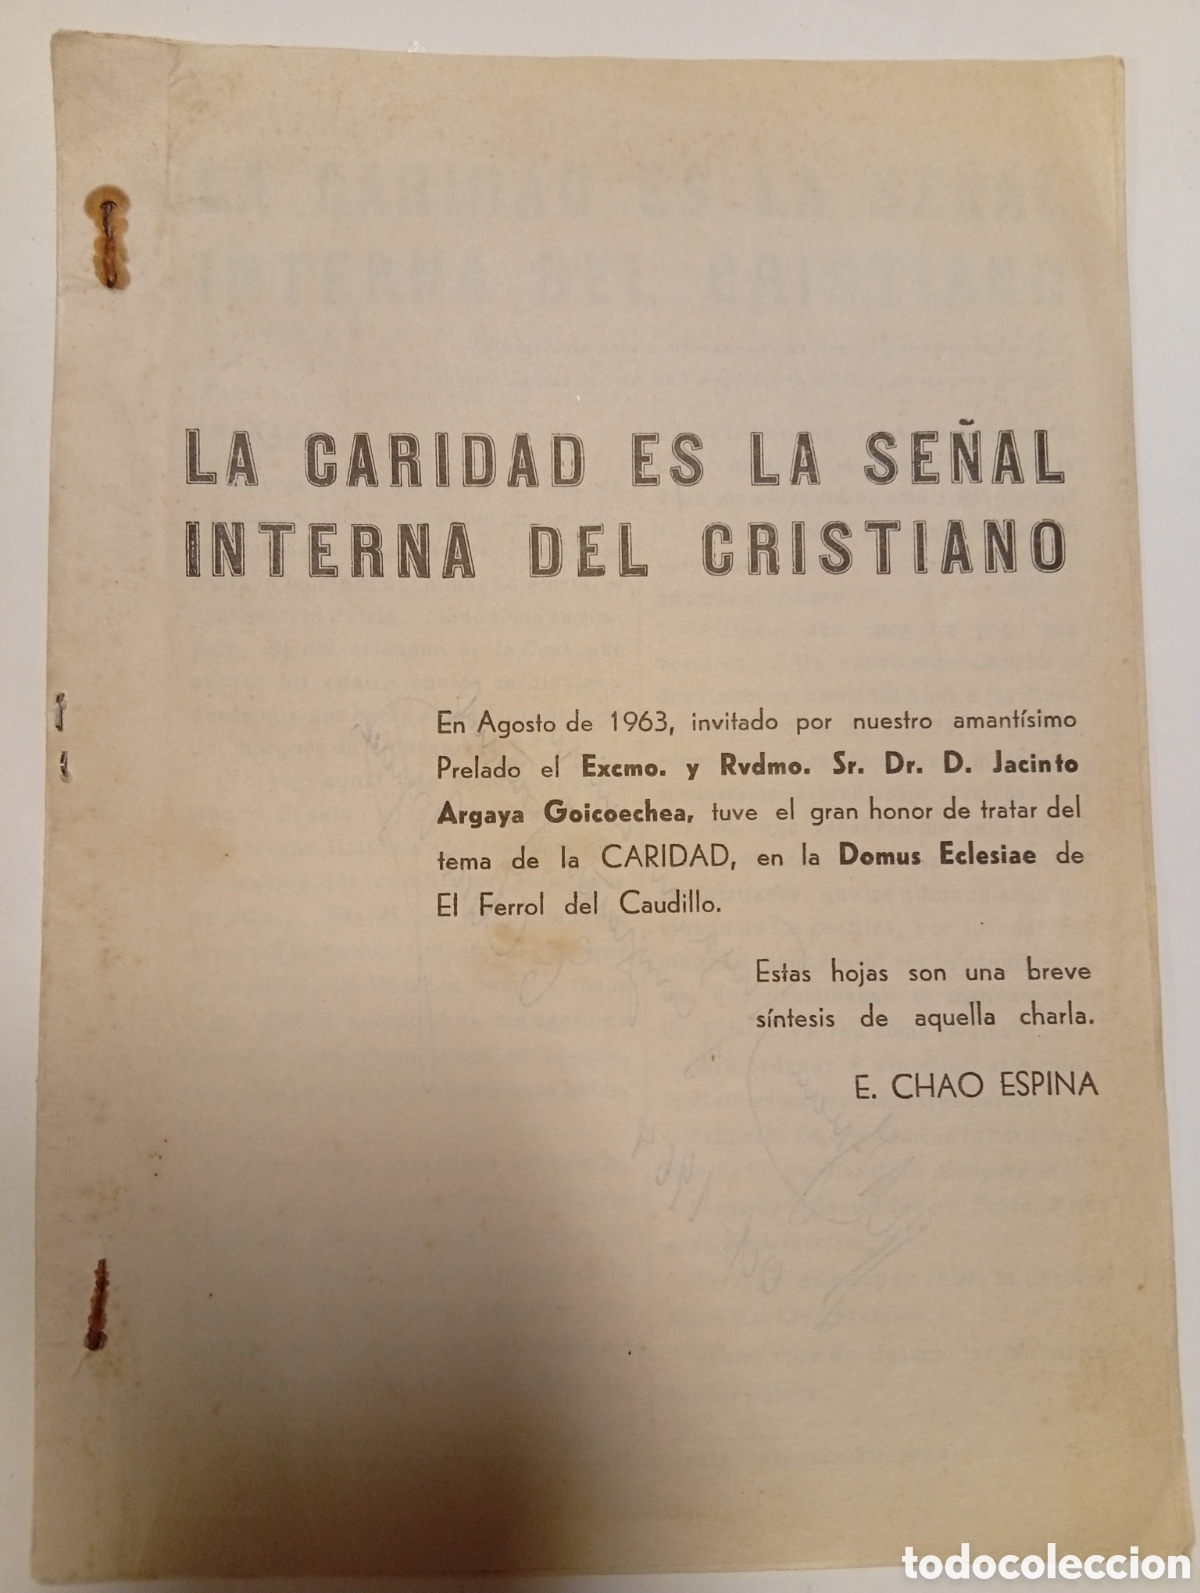 LA CARIDAD ES LA SEÑAL
INTERNA DEL CRISTIANO
En Agosto de 1963, invitado por nuestro amantísimo
Prelado el Excmo. y Rvdmo. Sr. Dr. D. Jacinto
Argaya Goicoechea, tuve el gran honor de tratar del
tema de la CARIDAD, en la Domus Eclesiae de
El Ferrol del Caudillo.
Estas hojas son una breve
síntesis de aquella charla.
E. CHAO ESPINA
todocoleccion